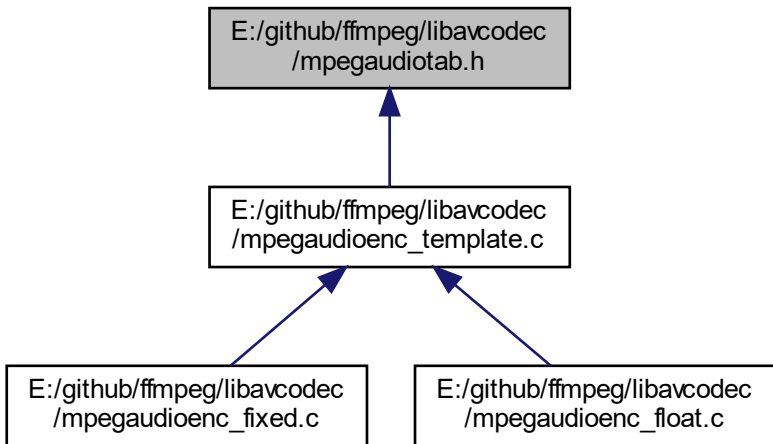 E:/github/ffmpeg/libavcodec
/mpegaudiotab.h
E:/github/ffmpeg/libavcodec
/mpegaudioenc_template.c
E:/github/ffmpeg/libavcodec
/mpegaudioenc_fixed.c
E:/github/ffmpeg/libavcodec
/mpegaudioenc_float.c